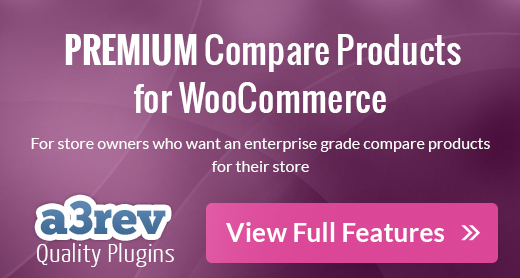 PREMIUM Compare Products
for WooCommerce
For store owners who want an enterprise grade compare products
for their store
a3rev
Quality Plugins
View Full Features »